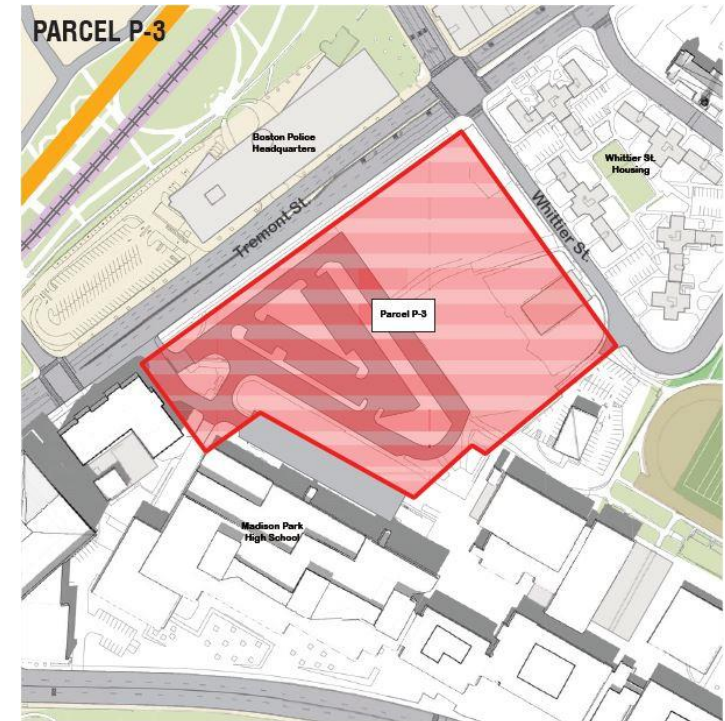 PARCEL P-3
Boston Police
Headquarters
Tremont St.
Whittier St.
Housing
Whittier St.
Parcel P-3
Madison Park
High School